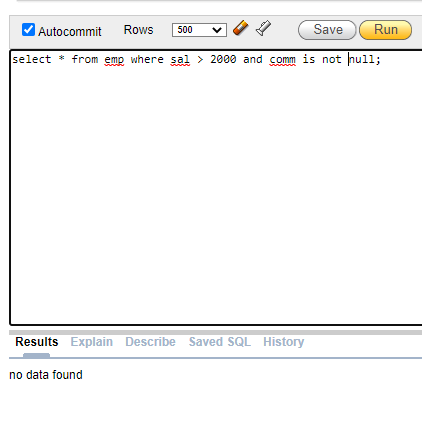 Autocommit Rows 500 Save Run
select * from emp where sal > 2000 and comm is not null;
Results Explain Describe Saved SQL History
no data found